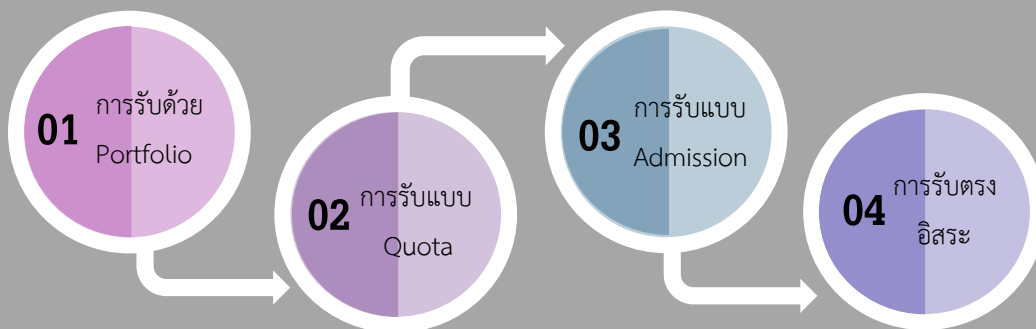 01
การรับด้วย
Portfolio
02
การรับแบบ
Quota
03
การรับแบบ
Admission
04
การรับตรง
อิสระ